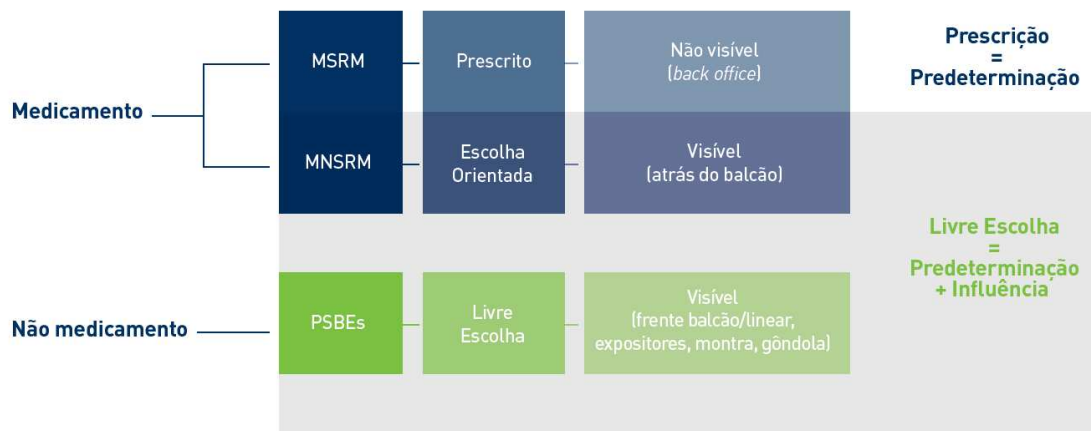 Medicamento
MSRM
Prescrito
Não visível
(back office)
Prescrição
=
Predeterminação
MNSRM
Escolha
Orientada
Visível
(atrás do balcão)
Livre Escolha
=
Predeterminação
+ Influência
Não medicamento
PSBEs
Livre
Escolha
Visível
(frente balcão/linear,
expositores, montra, gôndola)